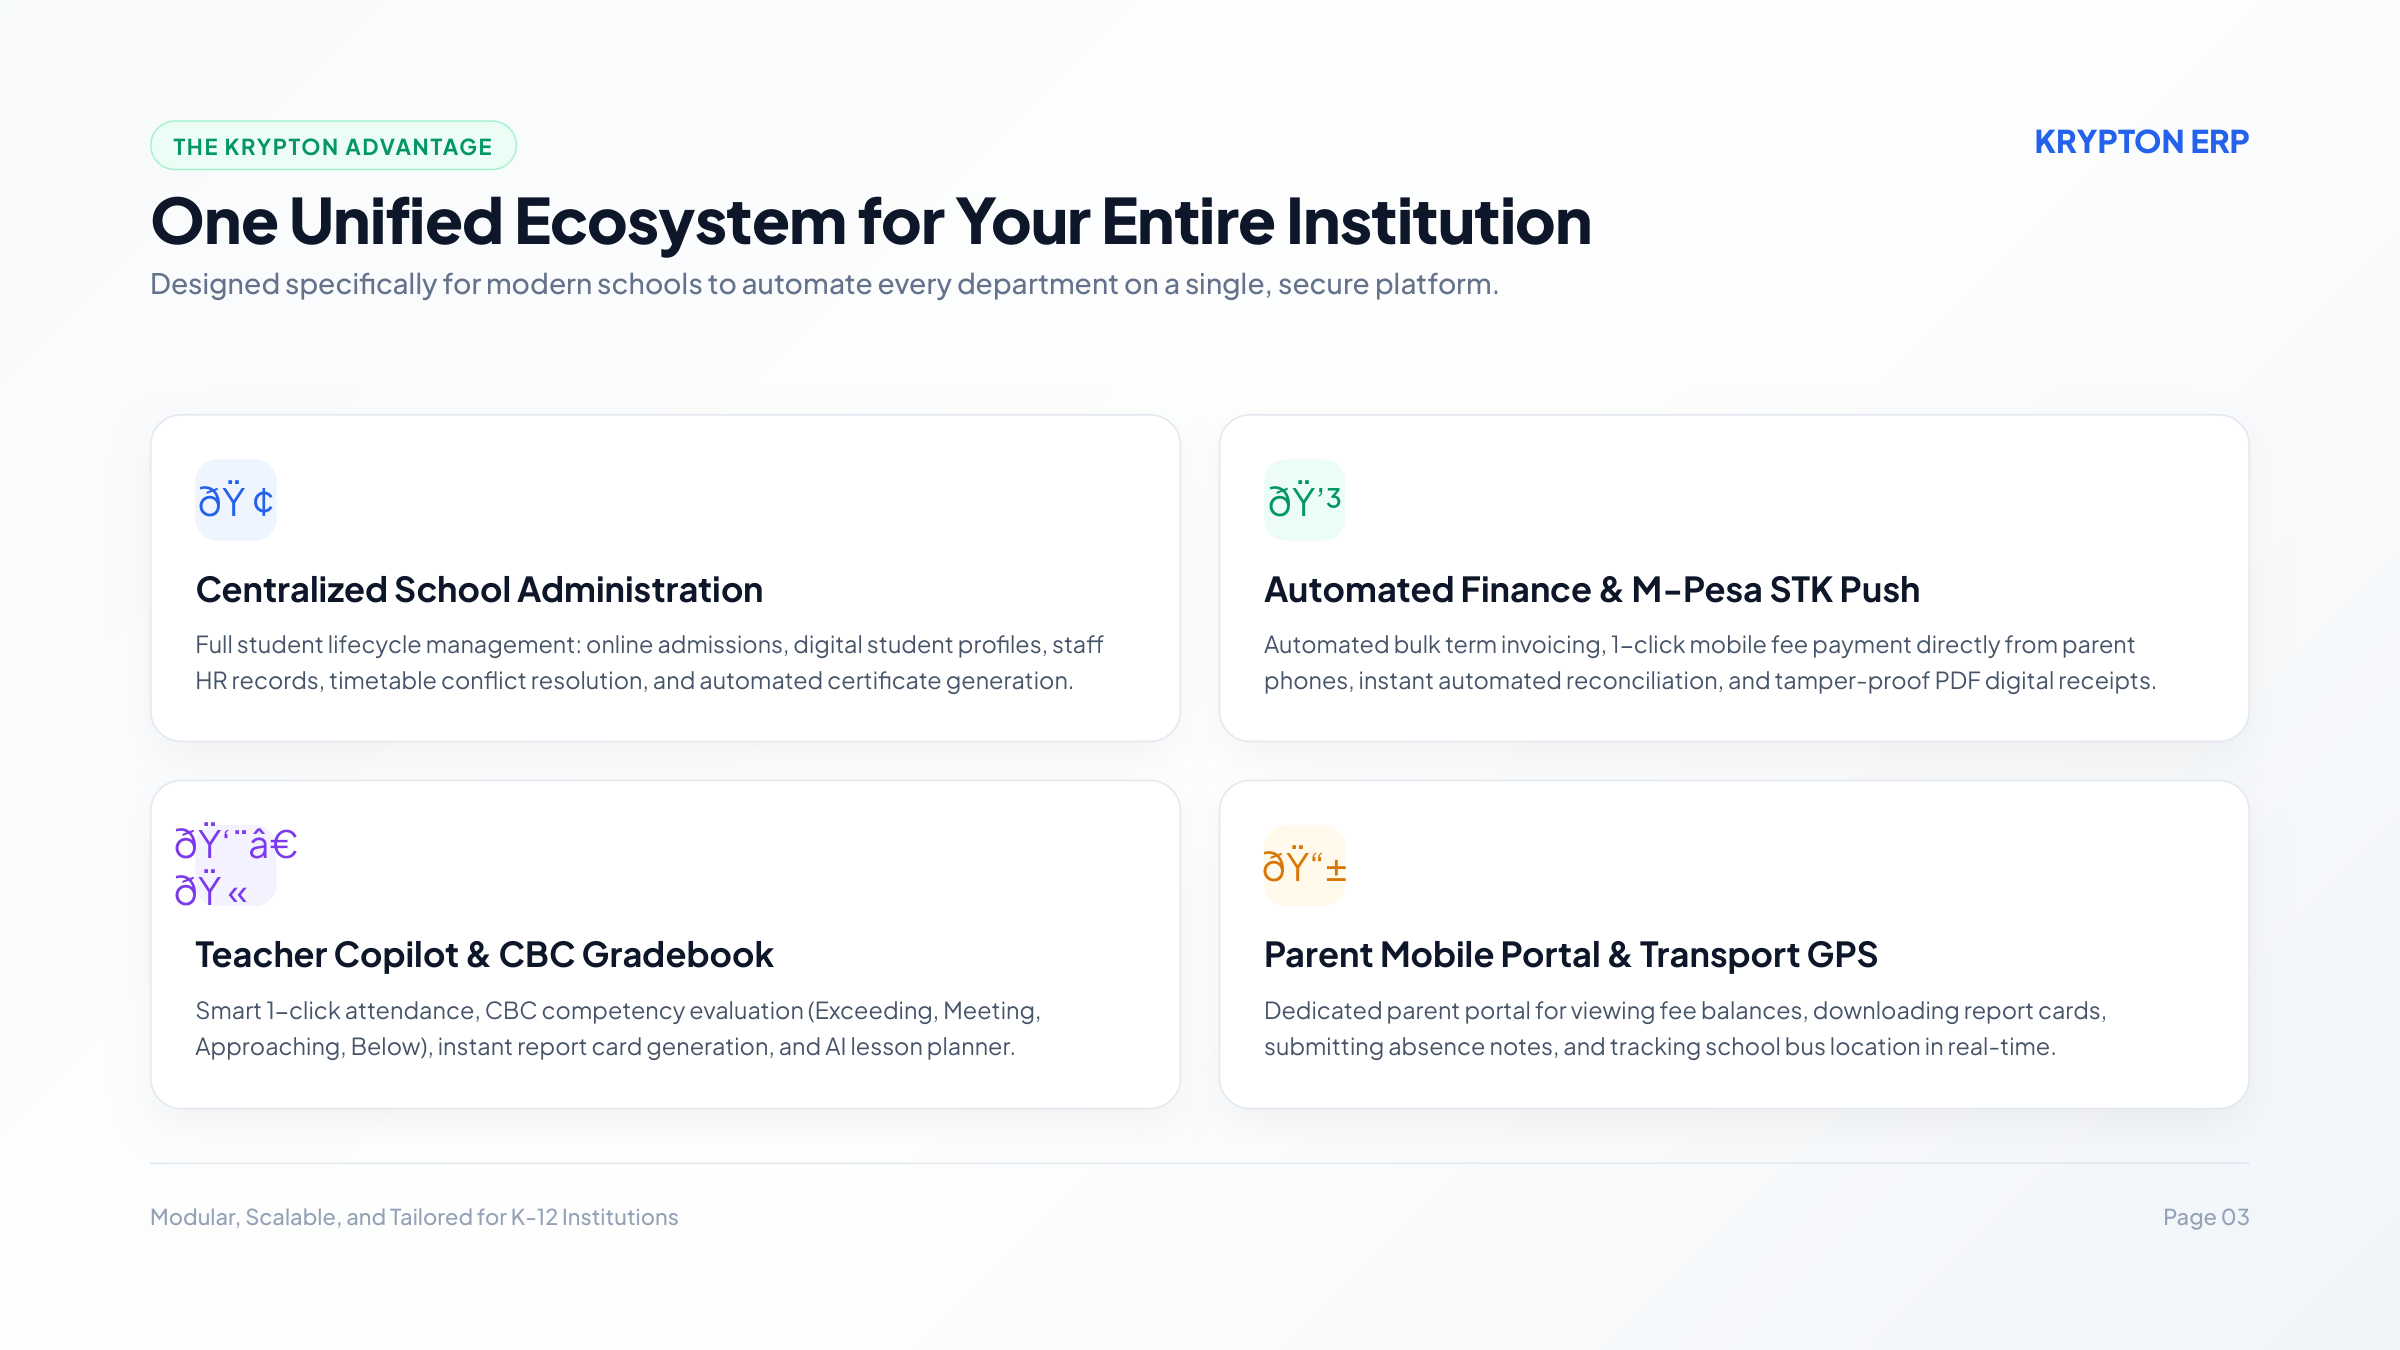 THE KRYPTON ADVANTAGE
KRYPTON ERP
One Unified Ecosystem for Your Entire Institution
Designed specifically for modern schools to automate every department on a single, secure platform.
ðŸ ¢
Centralized School Administration
Full student lifecycle management: online admissions, digital student profiles, staff
HR records, timetable conflict resolution, and automated certificate generation.
ðŸ’³
Automated Finance & M-Pesa STK Push
Automated bulk term invoicing, 1-click mobile fee payment directly from parent
phones, instant automated reconciliation, and tamper-proof PDF digital receipts.
ðŸ‘¨â€
ðŸ «
Teacher Copilot & CBC Gradebook
Smart 1-click attendance, CBC competency evaluation (Exceeding, Meeting,
Approaching, Below), instant report card generation, and AI lesson planner.
ðŸ“±
Parent Mobile Portal & Transport GPS
Dedicated parent portal for viewing fee balances, downloading report cards,
submitting absence notes, and tracking school bus location in real-time.
Modular, Scalable, and Tailored for K-12 Institutions
Page 03